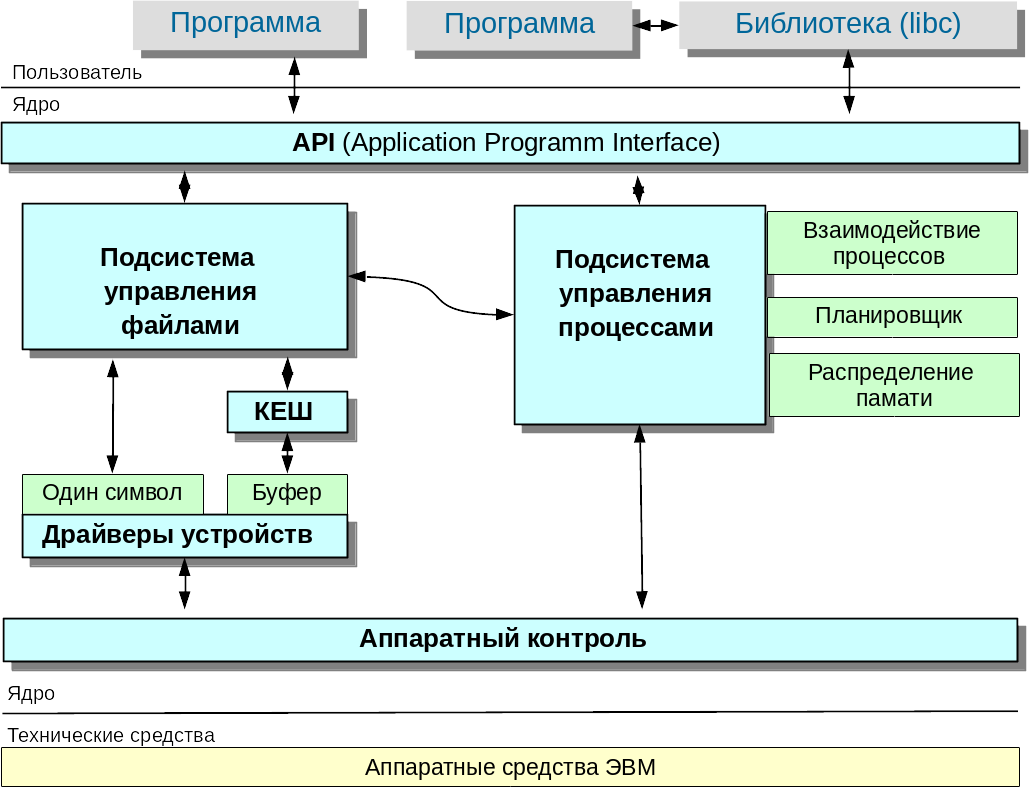 Программа
Программа
Библиотека (libc)
Пользователь
Ядро
API (Application Programm Interface)
Подсистема
управления
файлами
Подсистема
управления
процессами
Взаимодействие
процессов
Планировщик
Распределение
памати
КЕШ
Один символ
Буфер
Драйверы устройств
Аппаратный контроль
Ядро
Технические средства
Аппаратные средства ЭВМ